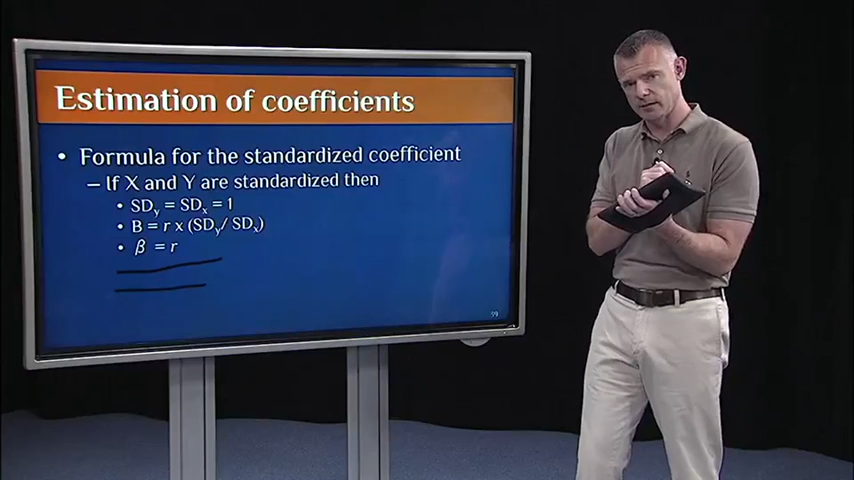 Estimation of coefficients
• Formula for the standardized coefficient
– If X and Y are standardized then
• SDy = SDx = 1
• B = r x (SDy/ SDx)
• β = r
99